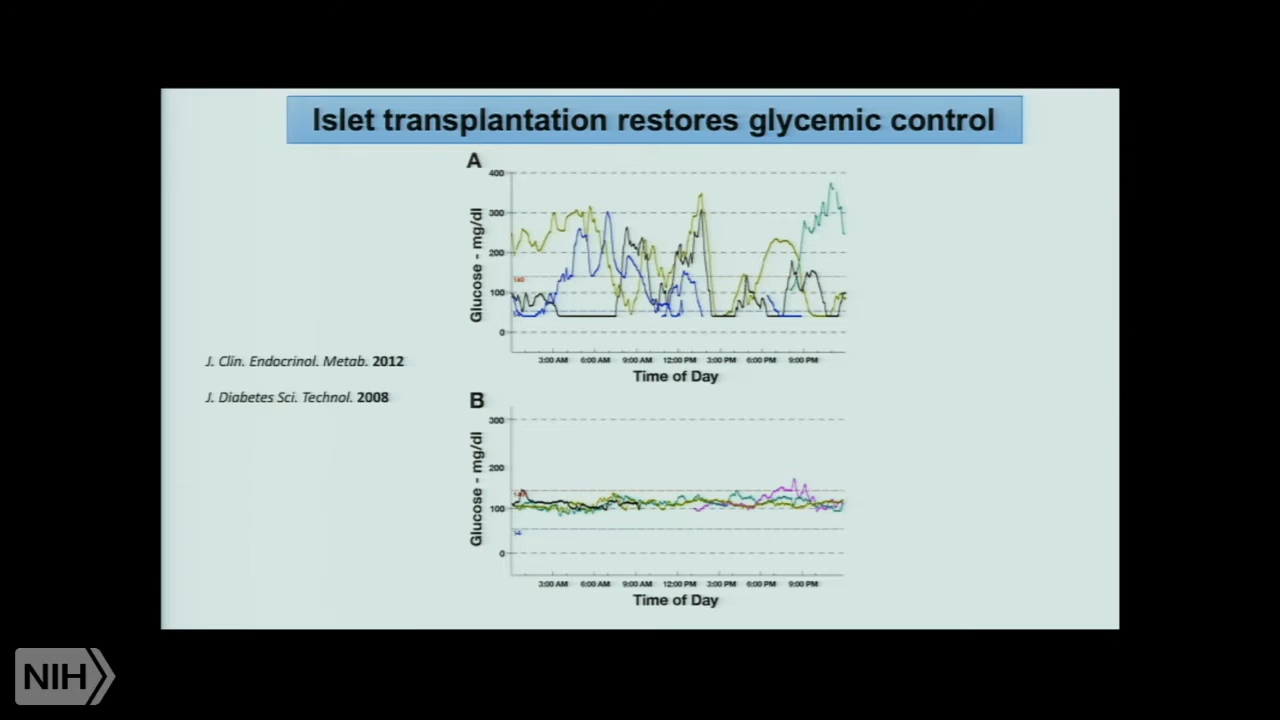 Islet transplantation restores glycemic control
A
400
300
200
140
100
0
Glucose - mg/dl
3:00 AM 6:00 AM 9:00 AM 12:00 PM 3:00 PM 6:00 PM 9:00 PM
Time of Day
J. Clin. Endocrinol. Metab. 2012
J. Diabetes Sci. Technol. 2008
B
300
200
100
0
Glucose - mg/dl
3:00 AM 6:00 AM 9:00 AM 12:00 PM 3:00 PM 6:00 PM 9:00 PM
Time of Day
NIH